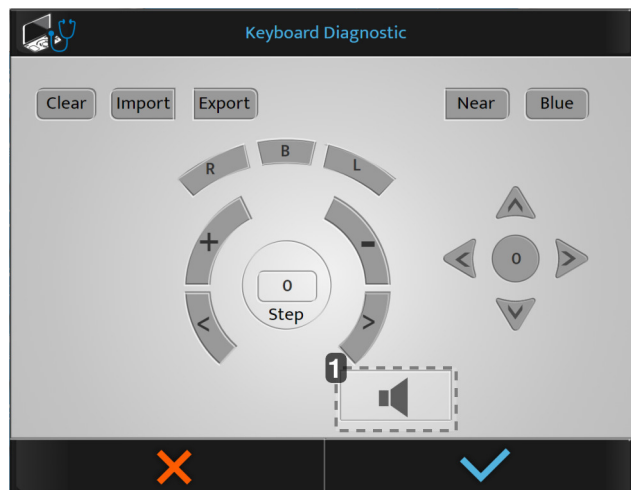 Keyboard Diagnostic
Clear Import Export Near Blue
R B L
+ -
0
< 0 >
Step
< >
1